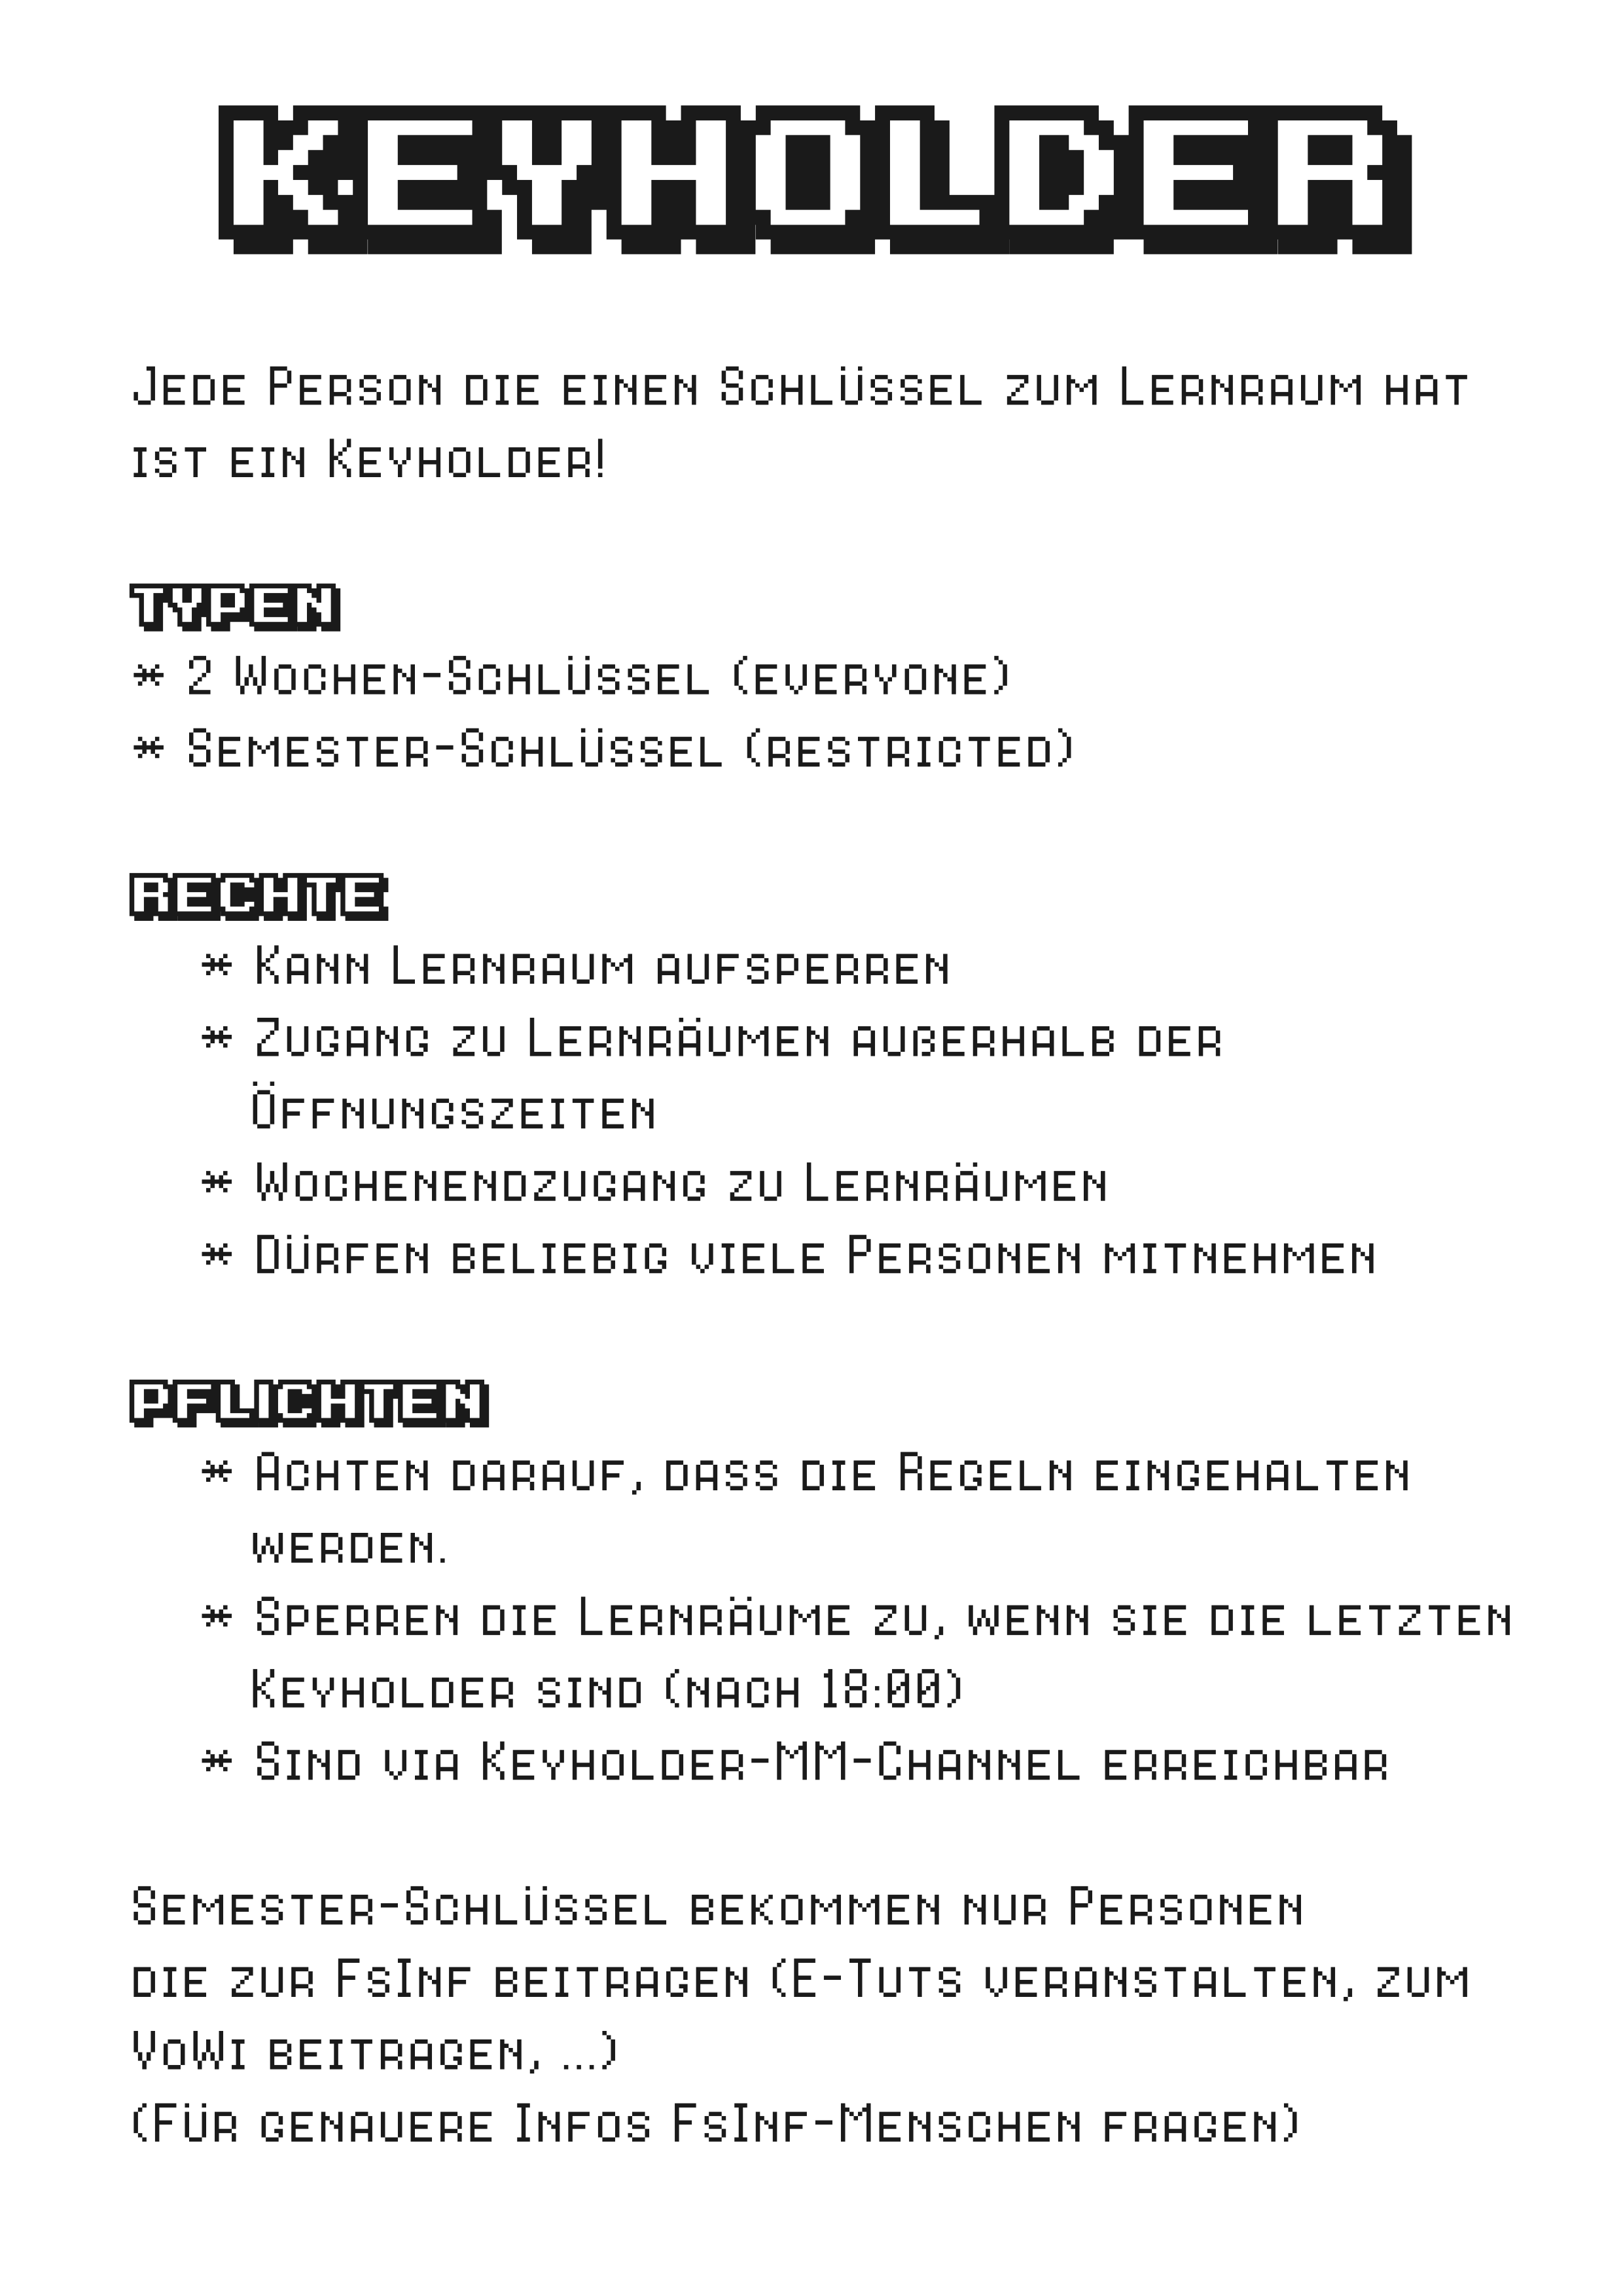 KEYHOLDER
Jede Person die einen Schlüssel zum Lernraum hat
ist ein Keyholder!
TYPEN
* 2 Wochen-Schlüssel (everyone)
* Semester-Schlüssel (restricted)
RECHTE
* Kann Lernraum aufsperren
* Zugang zu Lernräumen außerhalb der
Öffnungszeiten
* Wochenendzugang zu Lernräumen
* Dürfen beliebig viele Personen mitnehmen
PFLICHTEN
* Achten darauf, dass die Regeln eingehalten
werden.
* Sperren die Lernräume zu, wenn sie die letzten
Keyholder sind (nach 18:00)
* Sind via Keyholder-MM-Channel erreichbar
Semester-Schlüssel bekommen nur Personen
die zur FsInf beitragen (E-Tuts veranstalten, zum
VoWi beitragen, ...)
(Für genauere Infos FsInf-Menschen fragen)